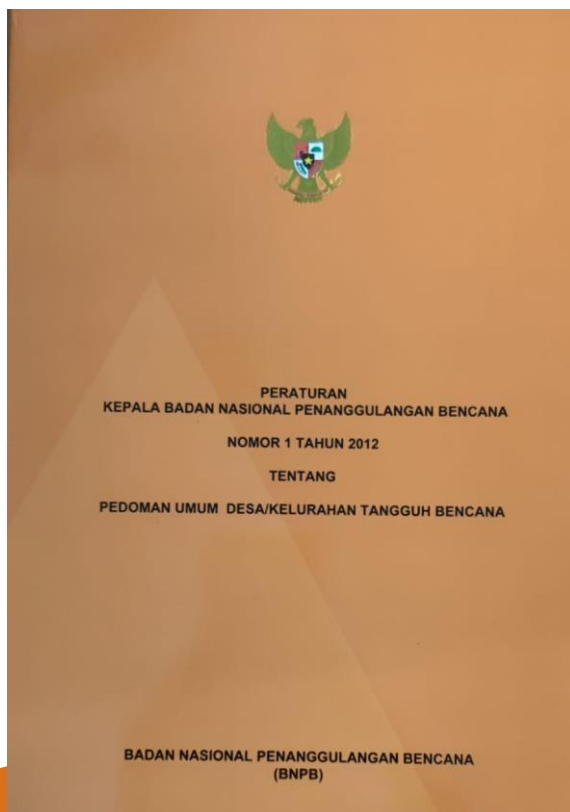 PERATURAN
KEPALA BADAN NASIONAL PENANGGULANGAN BENCANA
NOMOR 1 TAHUN 2012
TENTANG
PEDOMAN UMUM DESA/KELURAHAN TANGGUH BENCANA
BADAN NASIONAL PENANGGULANGAN BENCANA
(BNPB)